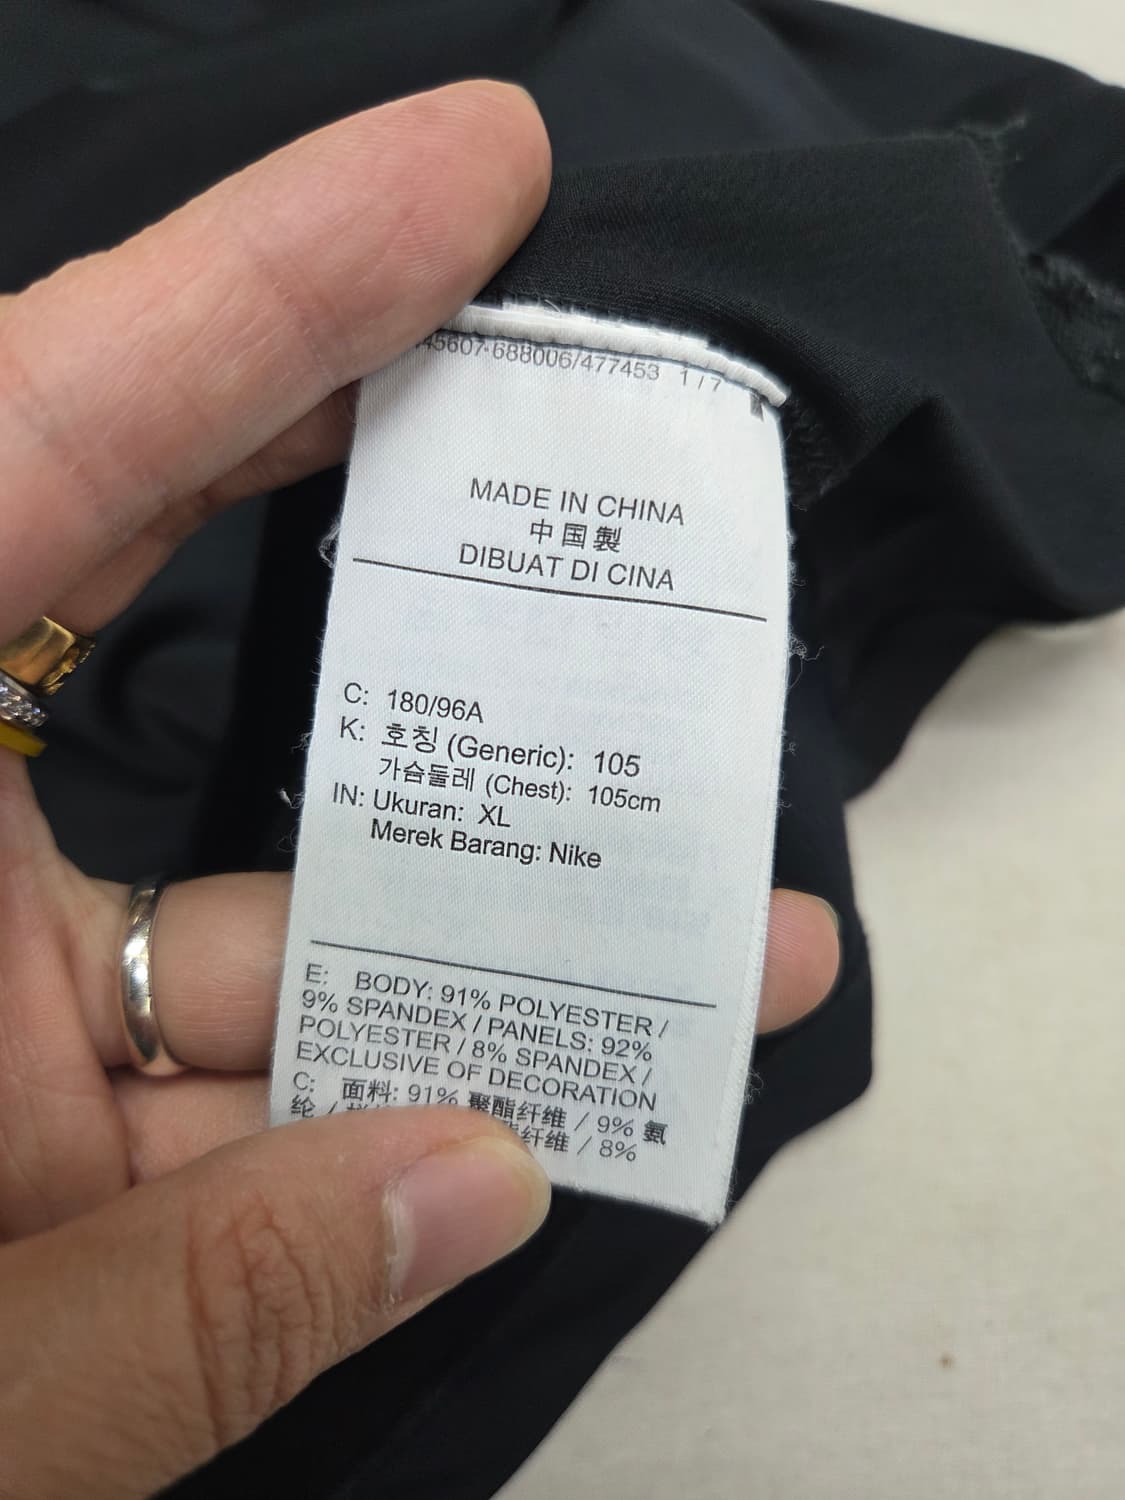 45607-688006/477453 1 / 7
MADE IN CHINA
中国製
DIBUAT DI CINA
C: 180/96A
K: 호칭 (Generic): 105
가슴둘레 (Chest): 105cm
IN: Ukuran: XL
Merek Barang: Nike
E: BODY: 91% POLYESTER /
9% SPANDEX / PANELS: 92%
POLYESTER / 8% SPANDEX /
EXCLUSIVE OF DECORATION
C: 面料: 91% 聚酯纤维 / 9% 氨
纶 / 纤维 / 8%